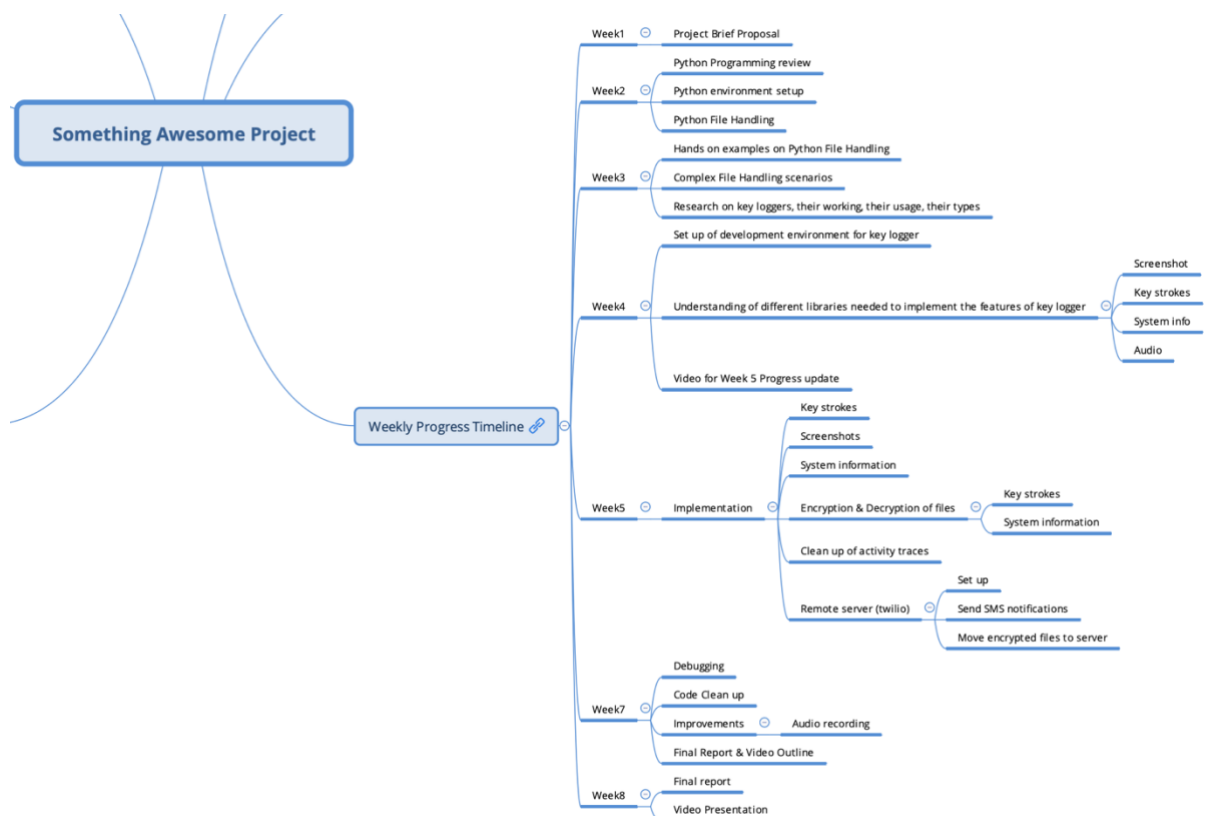 Something Awesome Project
Weekly Progress Timeline
Week1
Project Brief Proposal
Week2
Python Programming review
Python environment setup
Python File Handling
Week3
Hands on examples on Python File Handling
Complex File Handling scenarios
Research on key loggers, their working, their usage, their types
Week4
Set up of development environment for key logger
Understanding of different libraries needed to implement the features of key logger
Screenshot
Key strokes
System info
Audio
Video for Week 5 Progress update
Week5
Implementation
Key strokes
Screenshots
System information
Encryption & Decryption of files
Key strokes
System information
Clean up of activity traces
Remote server (twilio)
Set up
Send SMS notifications
Move encrypted files to server
Week7
Debugging
Code Clean up
Improvements
Audio recording
Final Report & Video Outline
Week8
Final report
Video Presentation